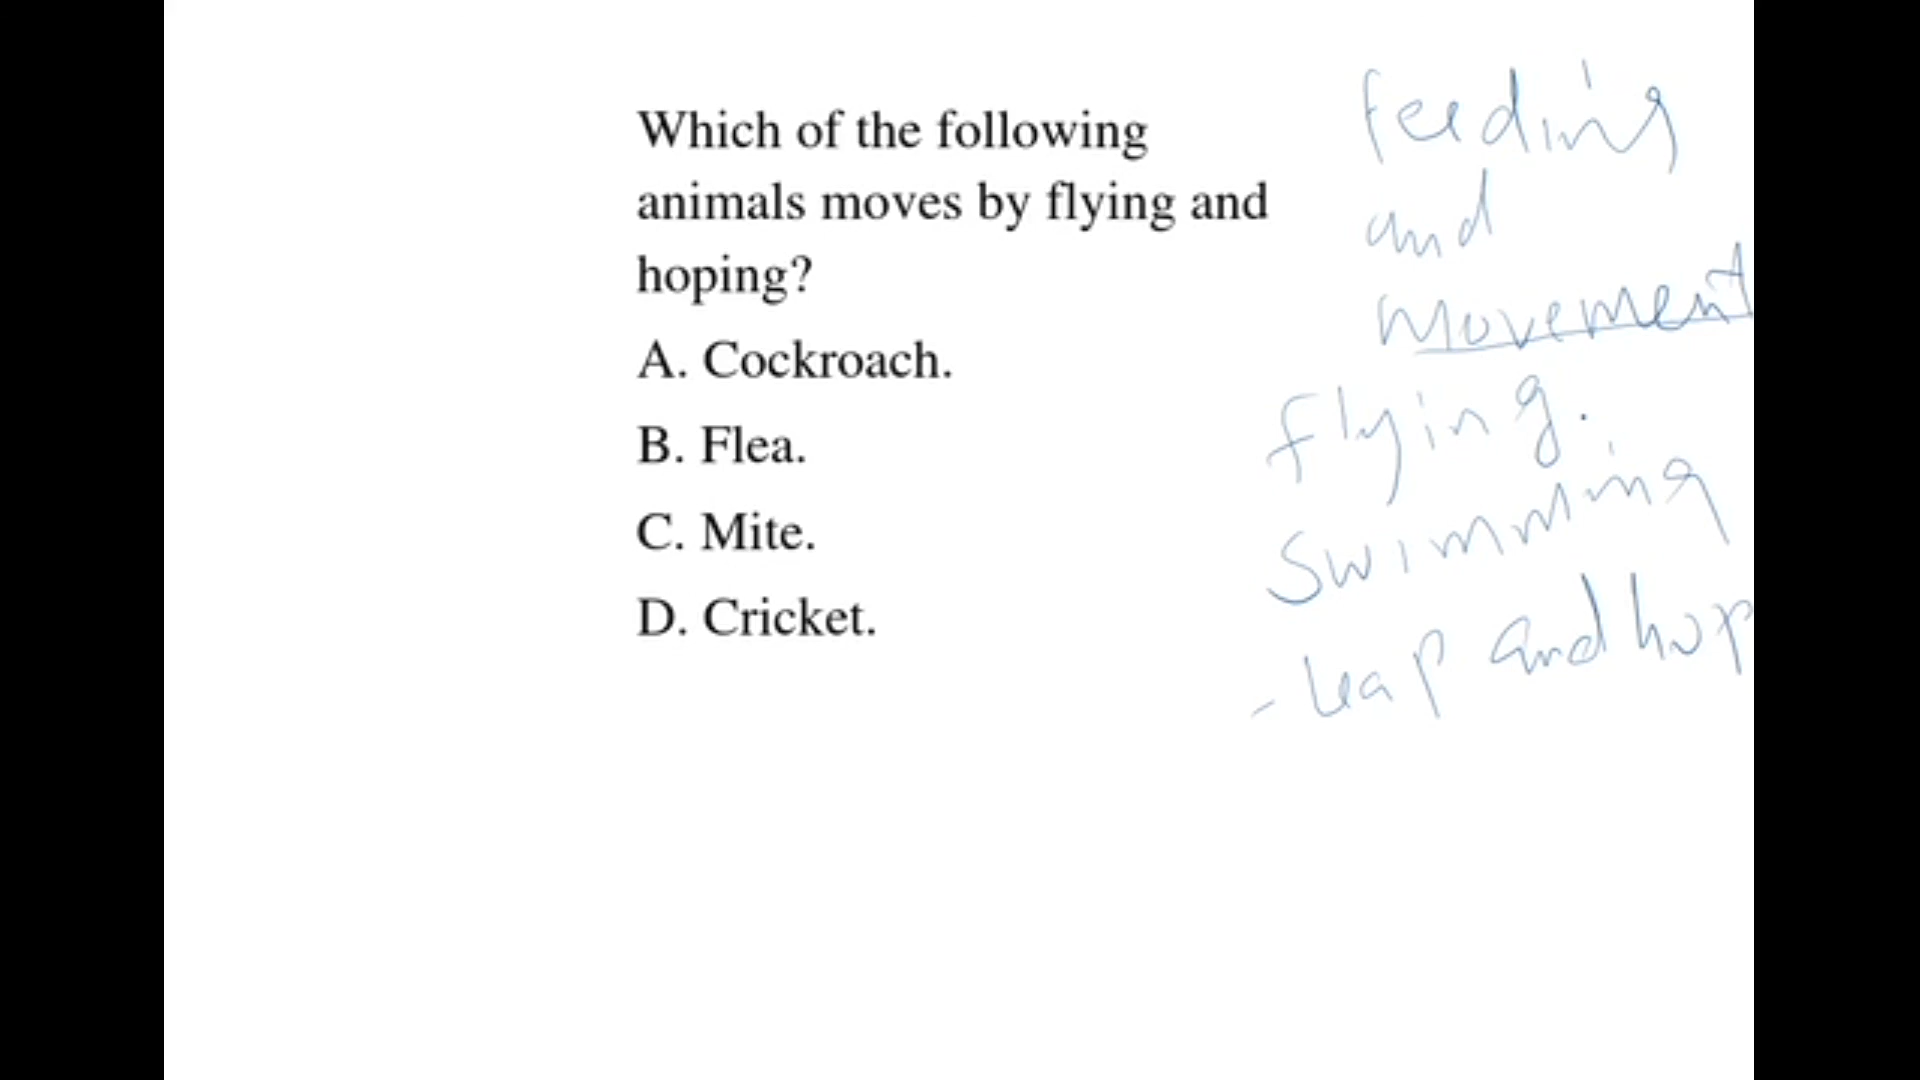 Which of the following
animals moves by flying and
hoping?
A. Cockroach.
B. Flea.
C. Mite.
D. Cricket.
Feeding
and
Movement
flying.
Swimming
- leap and hop